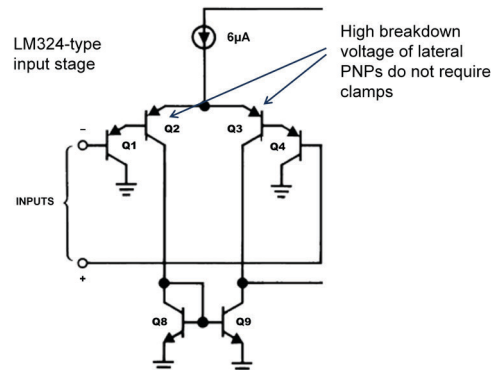 LM324-type
input stage
6µA
High breakdown
voltage of lateral
PNPs do not require
clamps
Q2
Q3
–
Q1
Q4
INPUTS
+
Q8
Q9